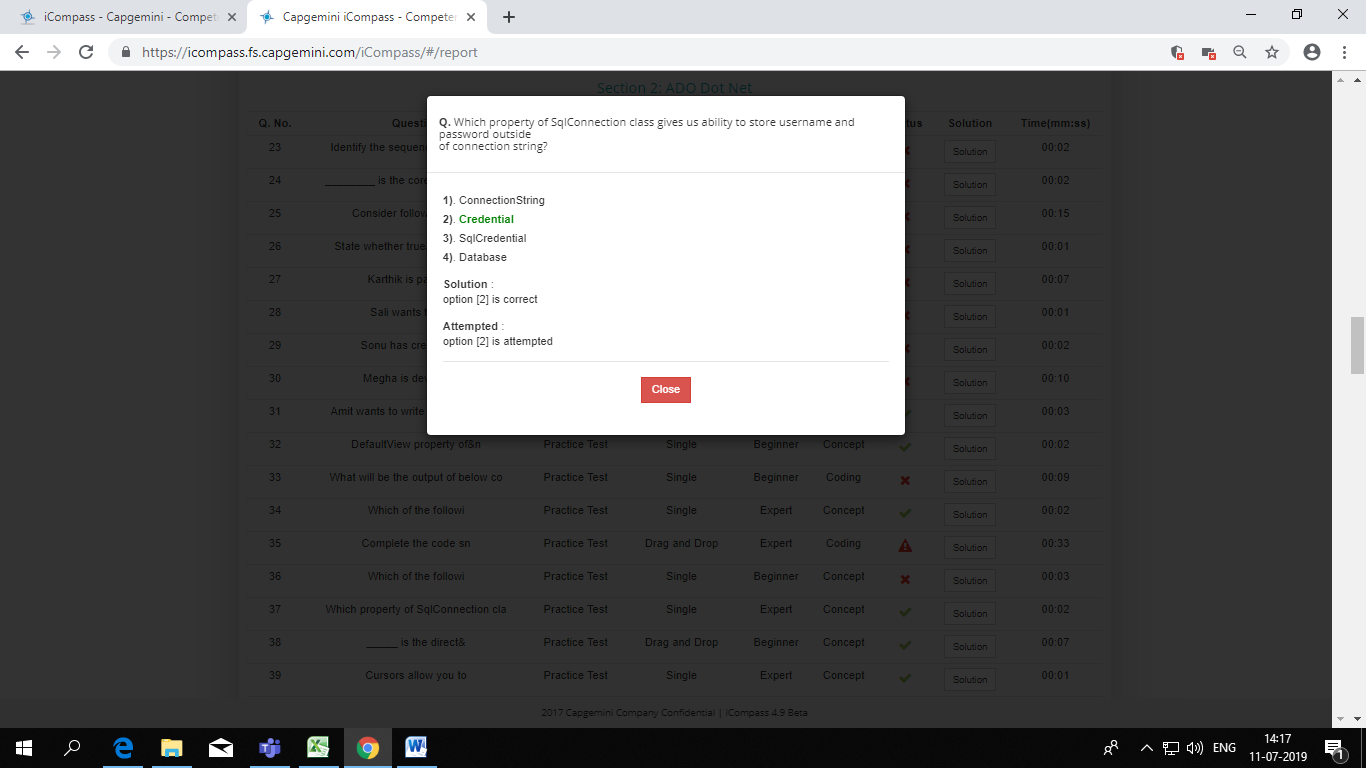 iCompass - Capgemini - Compet
Capgemini iCompass - Competer
https://icompass.fs.capgemini.com/iCompass/#/report
Section 2: ADO Dot Net
Q. No. Questi tus Solution Time(mm:ss)
Q. Which property of SqlConnection class gives us ability to store username and
password outside
of connection string?
1). ConnectionString
2). Credential
3). SqlCredential
4). Database
Solution :
option [2] is correct
Attempted :
option [2] is attempted
Close
23 Identify the sequen Solution 00:02
24 ________ is the core Solution 00:02
25 Consider follow Solution 00:15
26 State whether true Solution 00:01
27 Karthik is pa Solution 00:07
28 Sali wants t Solution 00:01
29 Sonu has cre Solution 00:02
30 Megha is dev Solution 00:10
31 Amit wants to write Solution 00:03
32 DefaultView property of&n Practice Test Single Beginner Concept Solution 00:02
33 What will be the output of below co Practice Test Single Beginner Coding Solution 00:09
34 Which of the followi Practice Test Single Expert Concept Solution 00:02
35 Complete the code sn Practice Test Drag and Drop Expert Coding Solution 00:33
36 Which of the followi Practice Test Single Beginner Concept Solution 00:03
37 Which property of SqlConnection cla Practice Test Single Expert Concept Solution 00:02
38 _____ is the direct& Practice Test Drag and Drop Beginner Concept Solution 00:07
39 Cursors allow you to Practice Test Single Expert Concept Solution 00:01
2017 Capgemini Company Confidential | iCompass 4.9 Beta
ENG
14:17
11-07-2019
1